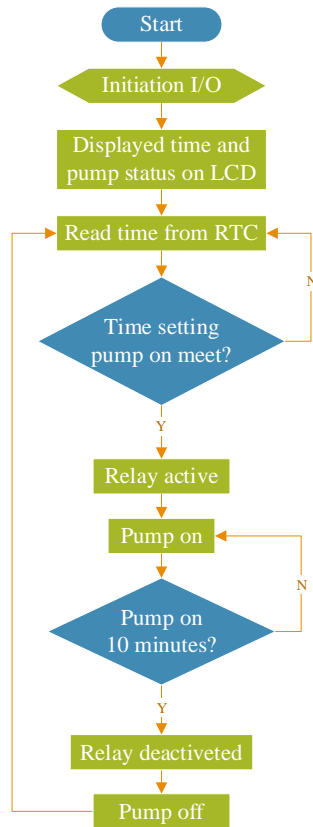 Start
Initiation I/O
Displayed time and
pump status on LCD
Read time from RTC
N
Time setting
pump on meet?
Y
Relay active
Pump on
N
Pump on
10 minutes?
Y
Relay deactiveted
Pump off